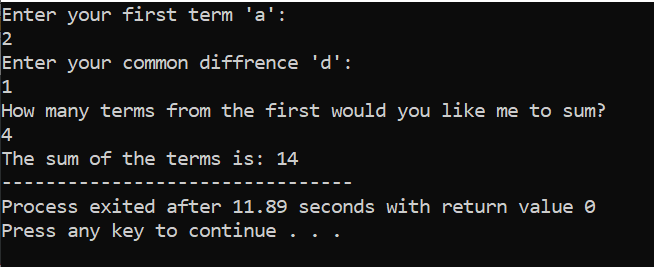 Enter your first term 'a':
2
Enter your common diffrence 'd':
1
How many terms from the first would you like me to sum?
4
The sum of the terms is: 14
--------------------------------
Process exited after 11.89 seconds with return value 0
Press any key to continue . . .